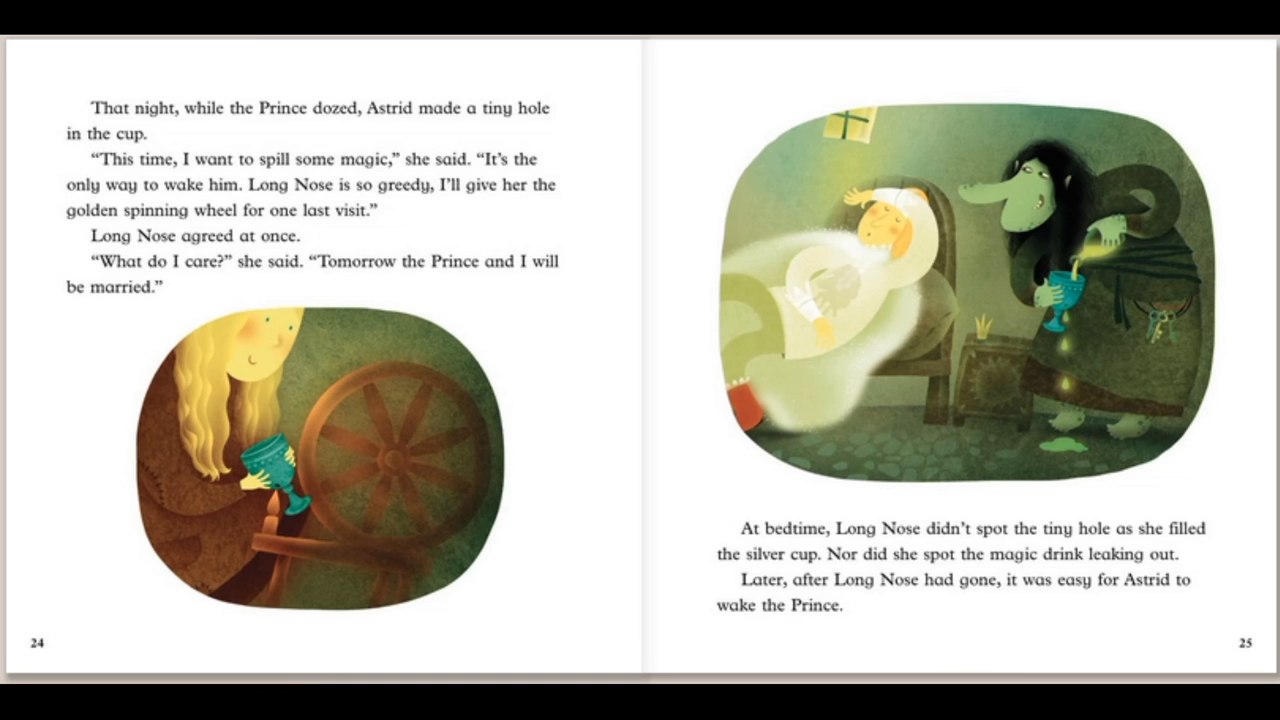 That night, while the Prince dozed, Astrid made a tiny hole
in the cup.
“This time, I want to spill some magic,” she said. “It’s the
only way to wake him. Long Nose is so greedy, I’ll give her the
golden spinning wheel for one last visit.”
Long Nose agreed at once.
“What do I care?” she said. “Tomorrow the Prince and I will
be married.”
24
At bedtime, Long Nose didn’t spot the tiny hole as she filled
the silver cup. Nor did she spot the magic drink leaking out.
Later, after Long Nose had gone, it was easy for Astrid to
wake the Prince.
25